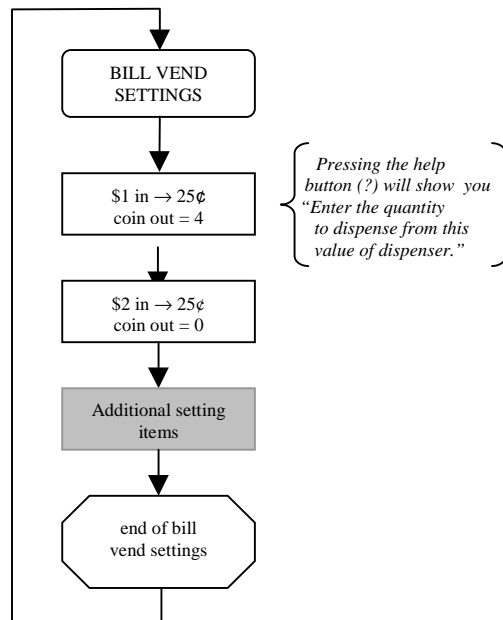 BILL VEND
SETTINGS
$1 in → 25¢
coin out = 4
Pressing the help
button (?) will show you
“Enter the quantity
to dispense from this
value of dispenser.”
$2 in → 25¢
coin out = 0
Additional setting
items
end of bill
vend settings